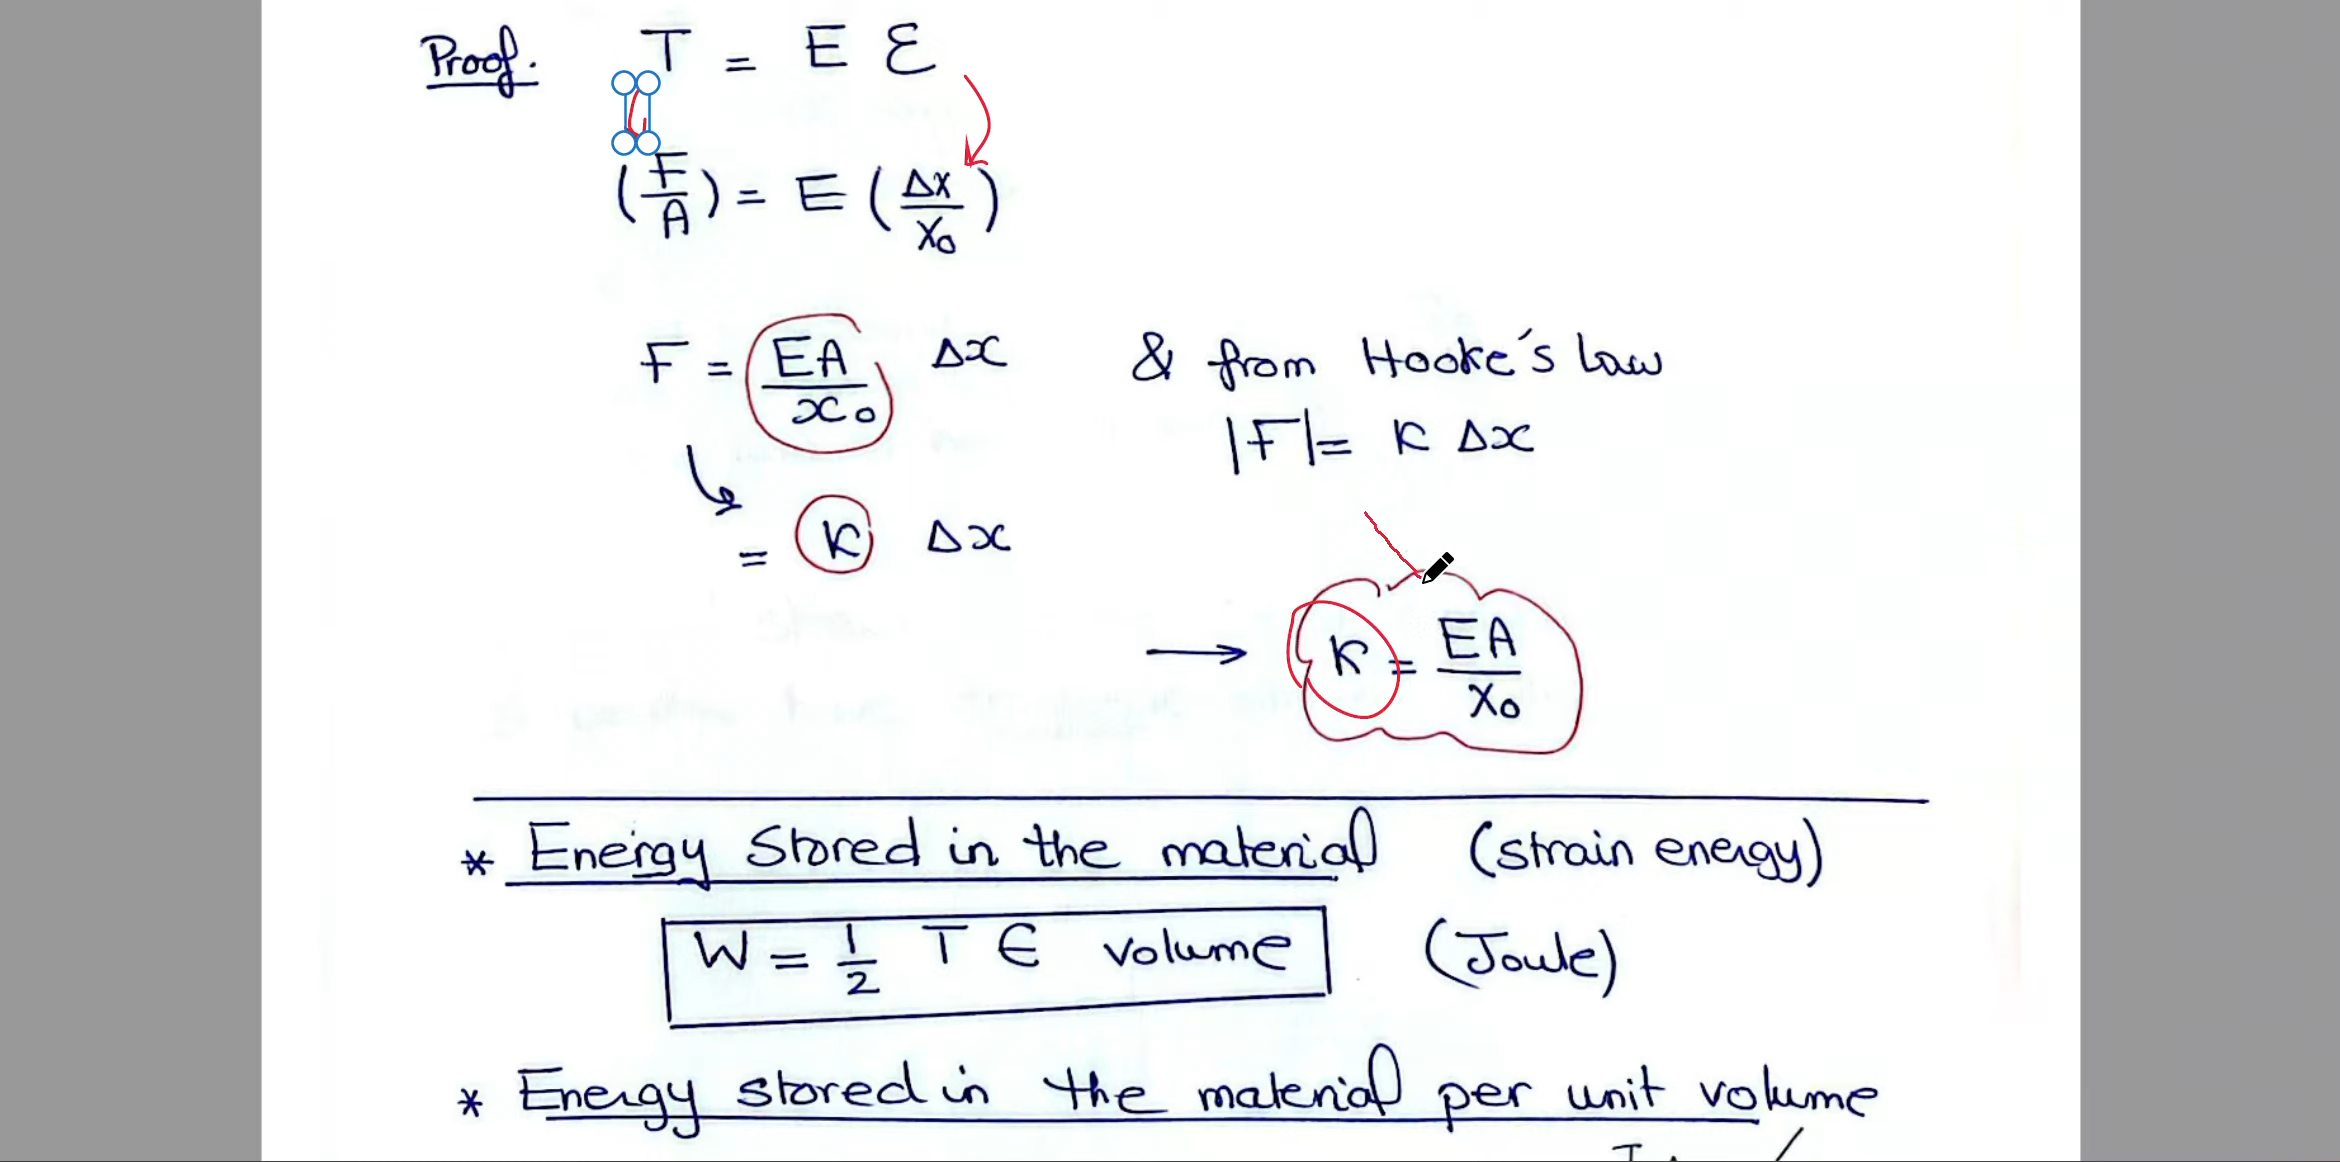 Proof. T = E ε
(F/A) = E (Δx/x₀)
F = EA/x₀ Δx & from Hooke's law
|F| = K Δx
= K Δx
→ K = EA/x₀
* Energy stored in the material (strain energy)
W = 1/2 T ∈ volume (Joule)
* Energy stored in the material per unit volume